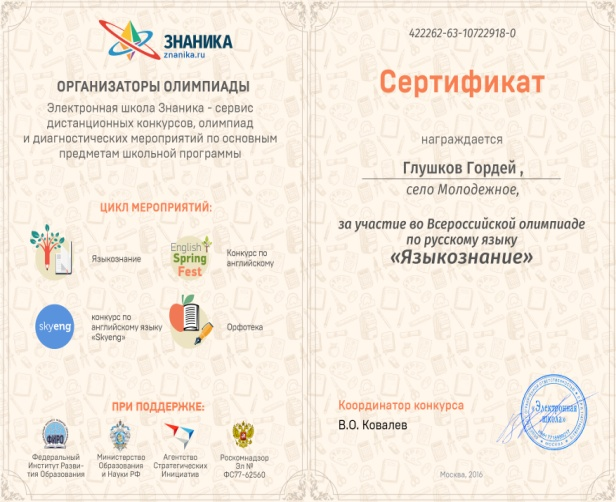 ЗНАНИКА
znanika.ru
ОРГАНИЗАТОРЫ ОЛИМПИАДЫ
Электронная школа Знаника - сервис
дистанционных конкурсов, олимпиад
и диагностических мероприятий по основным
предметам школьной программы
ЦИКЛ МЕРОПРИЯТИЙ:
Языкознание
English
Spring
Fest
Конкурс по
английскому
skyeng
конкурс по
английскому языку
«Skyeng»
Орфотека
ПРИ ПОДДЕРЖКЕ:
ФИРО
Федеральный
Институт Разви-
тия Образования
Министерство
Образования
и Науки РФ
Агентство
Стратегических
Инициатив
Роскомнадзор
Эл №
ФС77-62560
422262-63-10722918-0
Сертификат
награждается
Глушков Гордей ,
село Молодежное,
за участие во Всероссийской олимпиаде
по русскому языку
«Языкознание»
Координатор конкурса
В.О. Ковалев
«Электронная
школа»
Москва, 2016